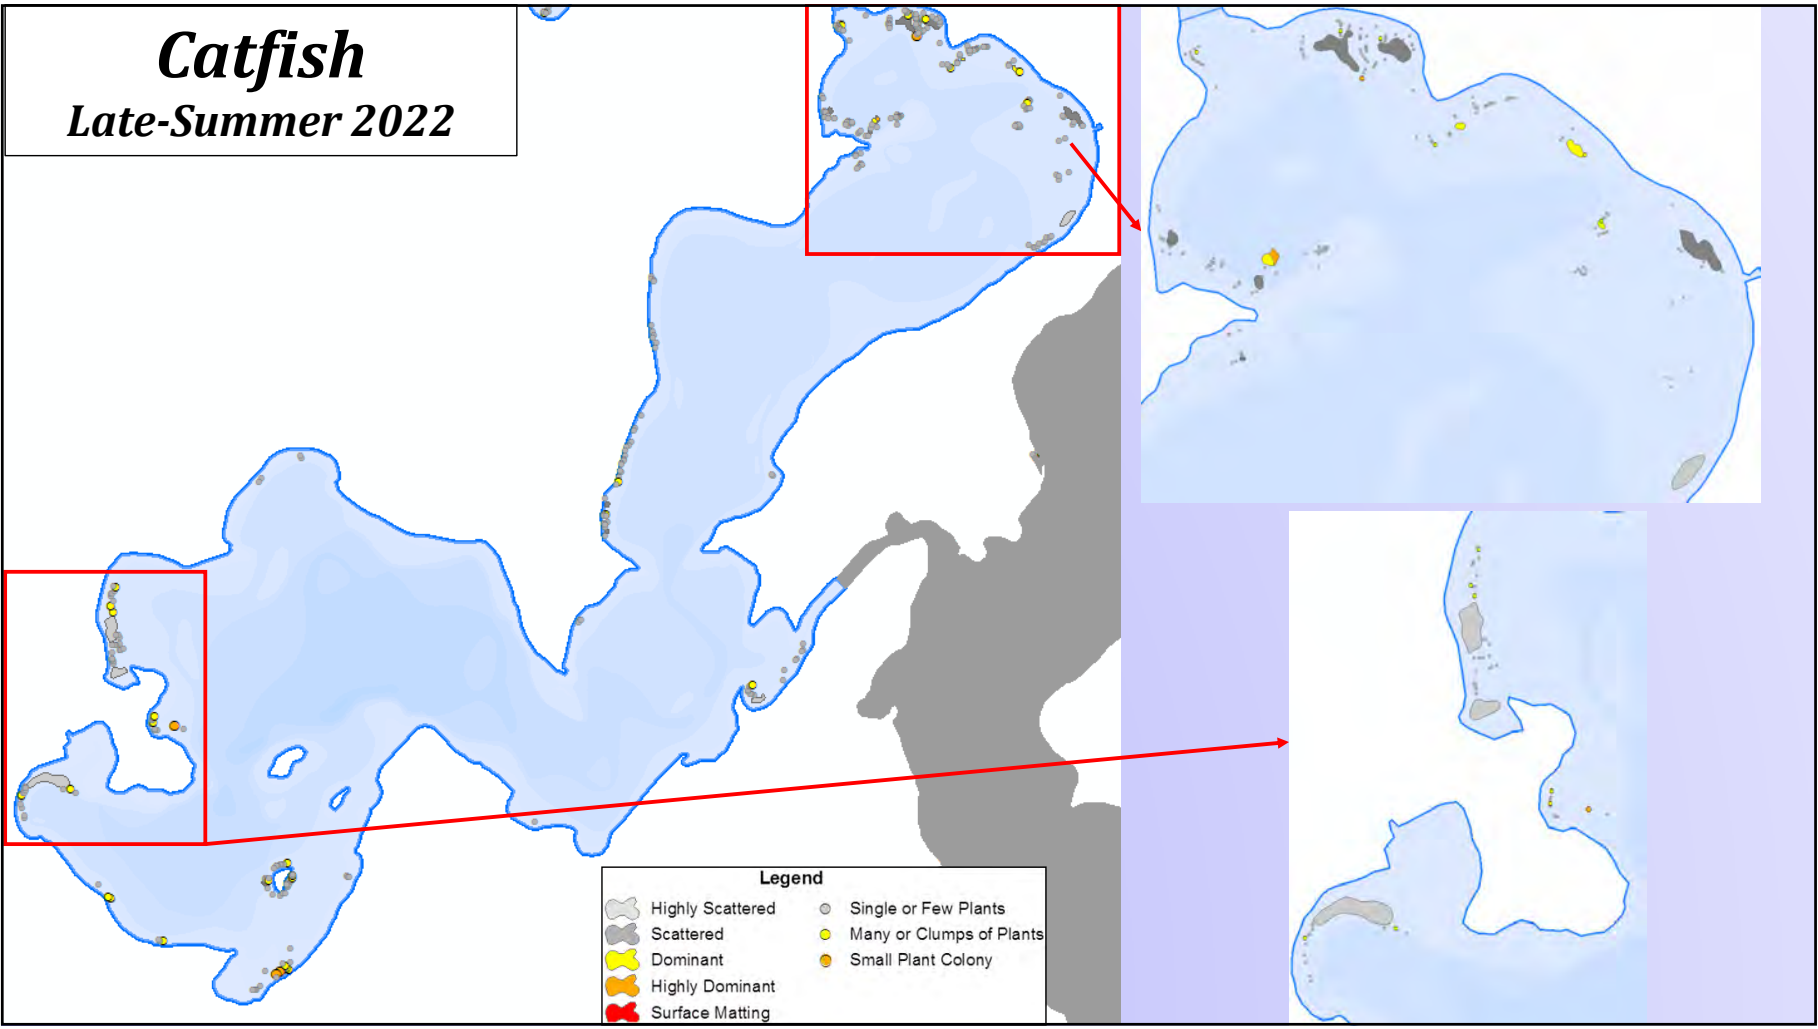 Catfish
Late-Summer 2022
Legend
Highly Scattered
Scattered
Dominant
Highly Dominant
Surface Matting
Single or Few Plants
Many or Clumps of Plants
Small Plant Colony